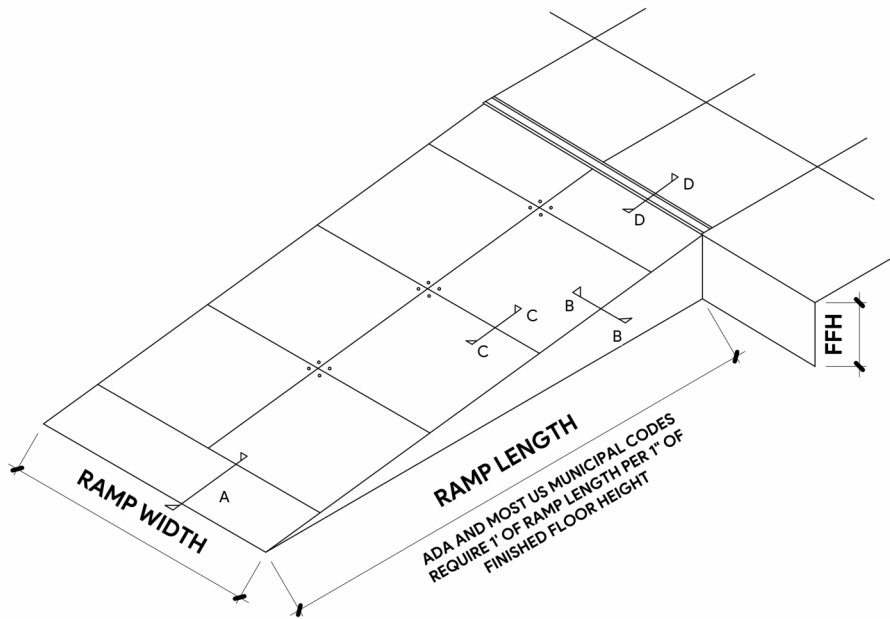 D
D
B
C
B
C
FFH
RAMP LENGTH
ADA AND MOST US MUNICIPAL CODES
REQUIRE 1' OF RAMP LENGTH PER 1" OF
FINISHED FLOOR HEIGHT
A
RAMP WIDTH